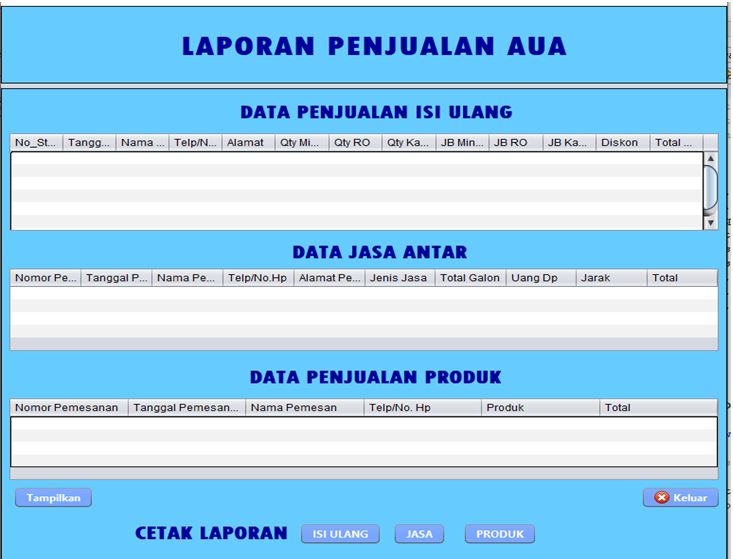 LAPORAN PENJUALAN AUA
DATA PENJUALAN ISI ULANG
No_St... Tangg... Nama ... Telp/N... Alamat Qty Mi... Qty RO Qty Ka... JB Min... JB RO JB Ka... Diskon Total ...
DATA JASA ANTAR
Nomor Pe... Tanggal P... Nama Pe... Telp/No.Hp Alamat Pe... Jenis Jasa Total Galon Uang Dp Jarak Total
DATA PENJUALAN PRODUK
Nomor Pemesanan Tanggal Pemesan... Nama Pemesan Telp/No. Hp Produk Total
Tampilkan Keluar
CETAK LAPORAN ISI ULANG JASA PRODUK